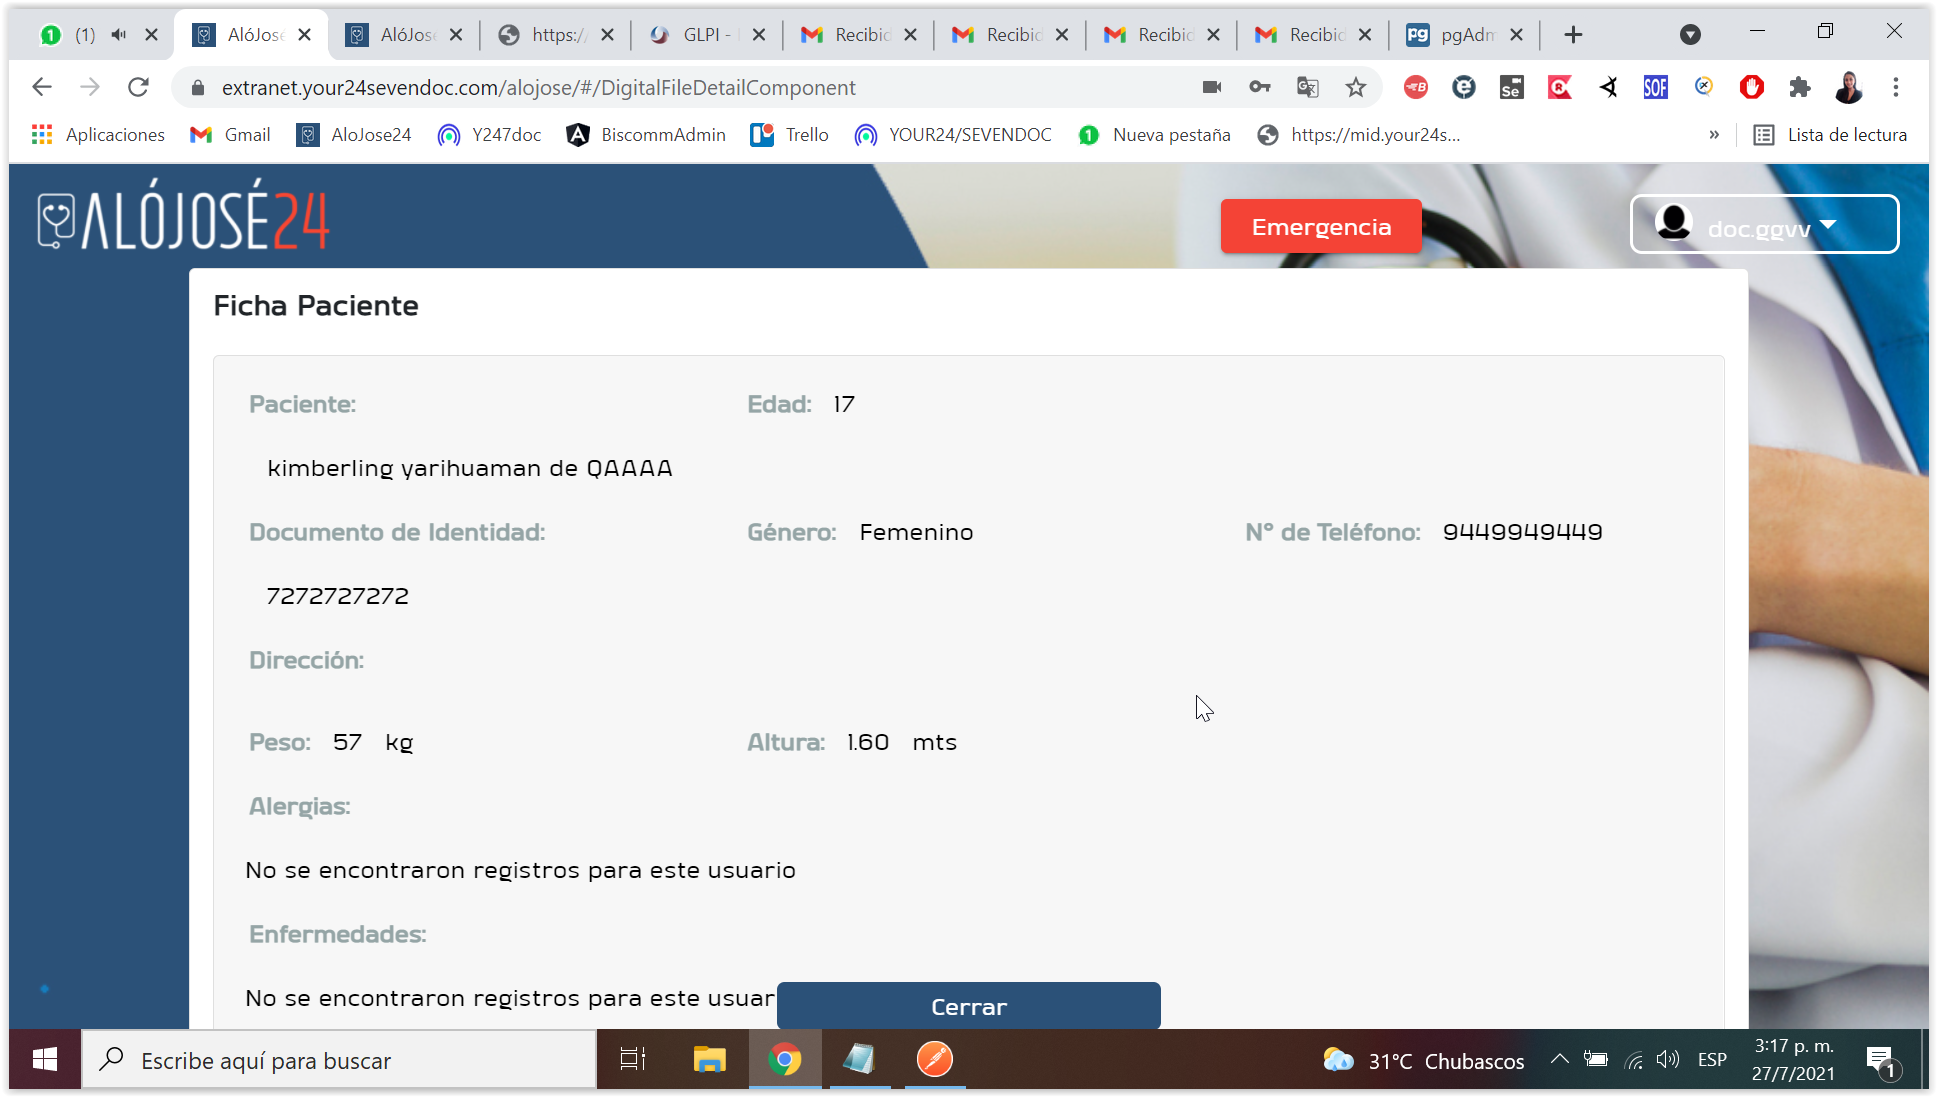 (1) AlóJose AlóJose https:/ GLPI - Recibid Recibid Recibid Recibid pgAdm
extranet.your24sevendoc.com/alojose/#/DigitalFileDetailComponent
Aplicaciones Gmail AloJose24 Y247doc BiscommAdmin Trello YOUR24/SEVENDOC Nueva pestaña https://mid.your24s... » Lista de lectura
ALÓJOSÉ24
Emergencia
doc.ggvv
Ficha Paciente
Paciente: Edad: 17
kimberling yarihuaman de QAAAA
Documento de Identidad: Género: Femenino N° de Teléfono: 9449949449
7272727272
Dirección:
Peso: 57 kg Altura: 1.60 mts
Alergias:
No se encontraron registros para este usuario
Enfermedades:
No se encontraron registros para este usuar
Cerrar
Escribe aquí para buscar 31°C Chubascos ESP 3:17 p. m.
27/7/2021 1